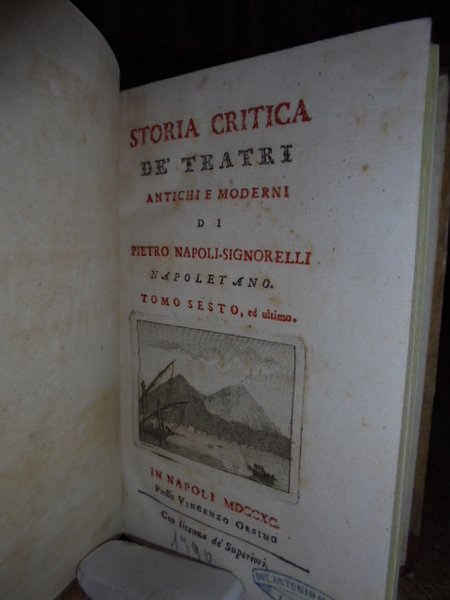 STORIA CRITICA
DE' TEATRI
ANTICHI E MODERNI
DI
PIETRO NAPOLI-SIGNORELLI
NAPOLETANO.
TOMO SESTO, ed ultimo.
IN NAPOLI MDCCXC
Presso VINCENZO ORSINO
Con licenza de' Superiori.
1790